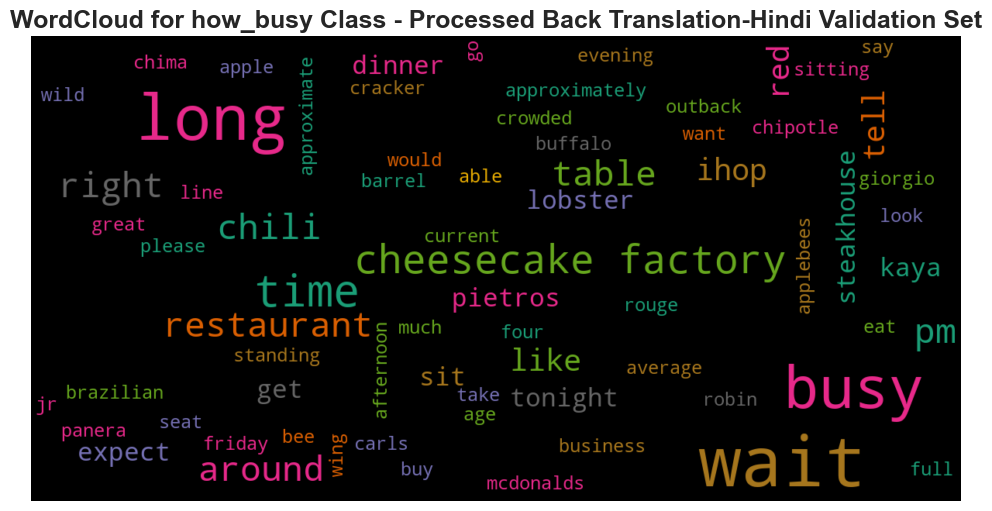 WordCloud for how_busy Class - Processed Back Translation-Hindi Validation Set
chima
apple
approximate
dinner
cracker
go
evening
red
say
sitting
wild
long
approximately
crowded
outback
want
chipotle
tell
buffalo
right
line
would
barrel
able
table
lobster
ihop
steakhouse
giorgio
great
please
chili
current
look
cheesecake factory
applebees
kaya
time
pietros
rouge
restaurant
standing
afternoon
much
four
like
average
eat
pm
brazilian
jr
get
sit
take
age
tonight
robin
busy
panera
seat
expect
friday
bee
wing
carls
around
buy
mcdonalds
business
wait
full